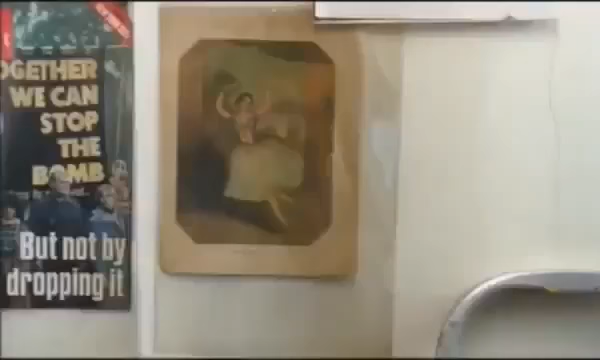 OGETHER
WE CAN
STOP
THE
BOMB
But not by
dropping it